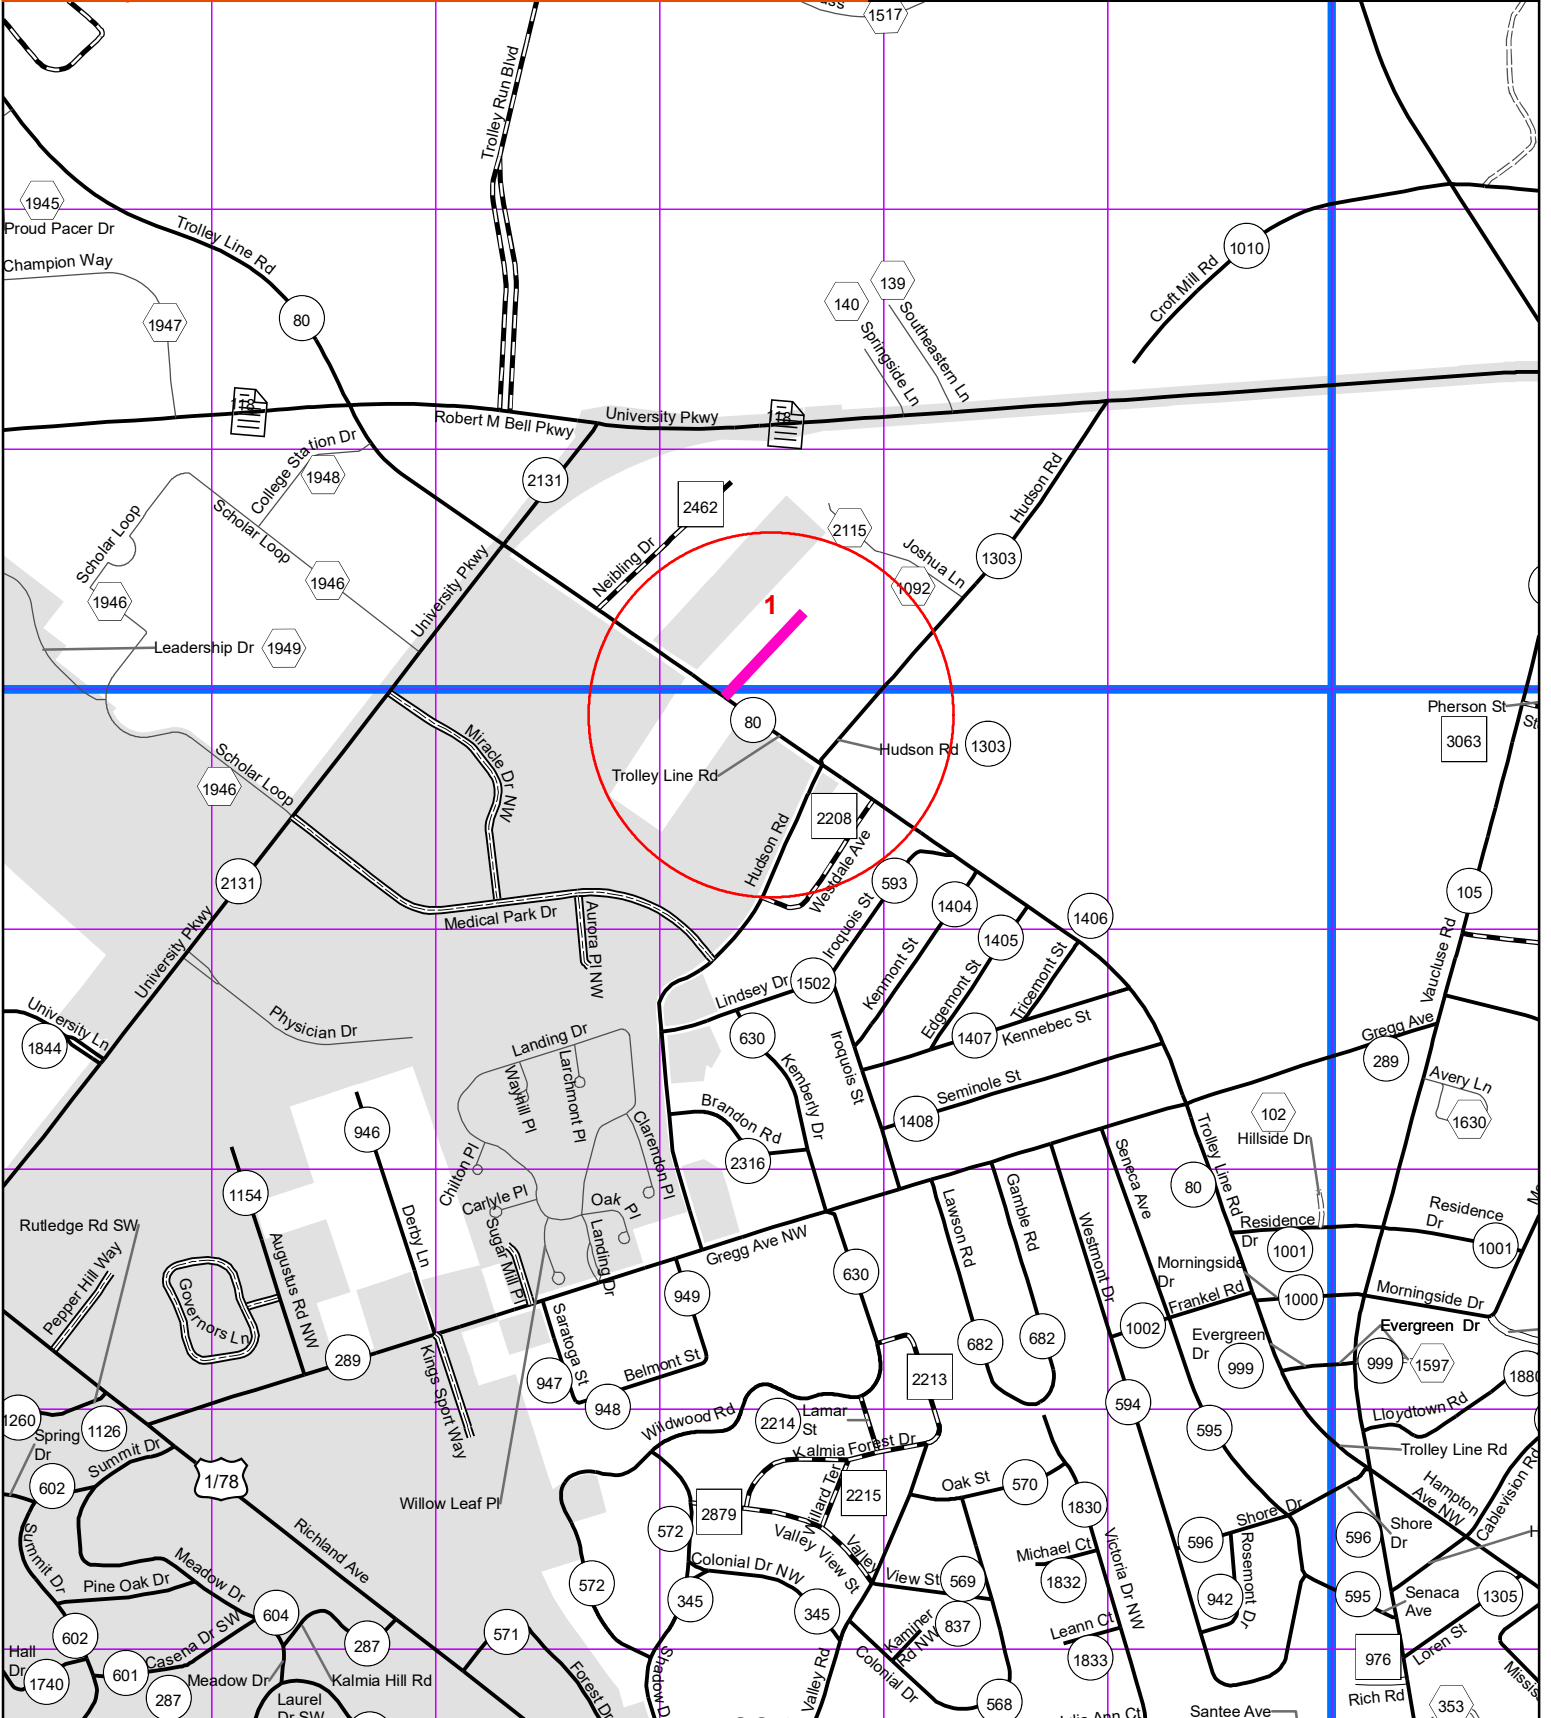 1517
Trolley Run Blvd
1945
Proud Pacer Dr
Trolley Line Rd
Champion Way
1010
Croft Mill Rd
139
140
Southeastern Ln
Springside Ln
1947
80
118
Robert M Bell Pkwy
University Pkwy
118
College Station Dr
1948
2131
Hudson Rd
2462
Scholar Loop
Scholar Loop
2115
Joshua Ln
1303
Neibling Dr
1946
1946
1092
1
University Pkwy
Leadership Dr
1949
Pherson St
80
Miracle Dr NW
Hudson Rd
1303
3063
Trolley Line Rd
Scholar Loop
1946
2208
Hudson Rd
Westdale Ave
2131
593
105
1404
1406
Medical Park Dr
Aurora Pl NW
Iroquois St
1405
University Pkwy
Kenmont St
Edgemont St
Tricemont St
Vaucluse Rd
Lindsey Dr
1502
University Ln
1844
Physician Dr
Landing Dr
630
1407
Kennebec St
Gregg Ave
289
Larchmont Pl
Wayhill Pl
Kemberly Dr
Iroquois St
Seminole St
Avery Ln
946
Brandon Rd
1408
102
1630
Clarendon Pl
Trolley Line Rd
Hillside Dr
2316
Chilton Pl
Seneca Ave
1154
80
Carlyle Pl
Oak Pl
Gamble Rd
Lawson Rd
Rutledge Rd SW
Derby Ln
Sugar Mill Pl
Landing Dr
Westmont Dr
Residence
Dr
1001
Residence
Dr
1001
Pepper Hill Way
Augustus Rd NW
Gregg Ave NW
Morningside
Dr
Governors Ln
630
949
Frankel Rd
1000
Morningside Dr
Saratoga St
682
682
1002
Evergreen
Dr
999
Evergreen Dr
999
1597
289
Kings Sport Way
Belmont St
947
948
2213
1880
1260
1126
Wildwood Rd
2214
Lamar
St
594
595
Lloydtown Rd
Spring
Dr
Summit Dr
Kalmia Forest Dr
Trolley Line Rd
602
1/78
Willow Leaf Pl
Willard Ter
2215
Oak St
570
1830
Hampton
Ave NW
Cablevision Rd
2879
Shore Dr
572
596
596
Shore
Dr
Summit Dr
Richland Ave
Valley View St
Valley
View St
Michael Ct
Victoria Dr NW
Rosemont Dr
Meadow Dr
Pine Oak Dr
Colonial Dr NW
572
345
345
569
1832
942
595
Senaca
Ave
1305
604
602
Casena Dr SW
287
571
837
Kaminer
Rd NW
Leann Ct
Loren St
Hall
Dr
601
1740
287
Meadow Dr
Kalmia Hill Rd
Forest Dr
Valley Rd
Colonial Dr
1833
976
Rich Rd
Laurel
Dr SW
568
Santee Ave
353